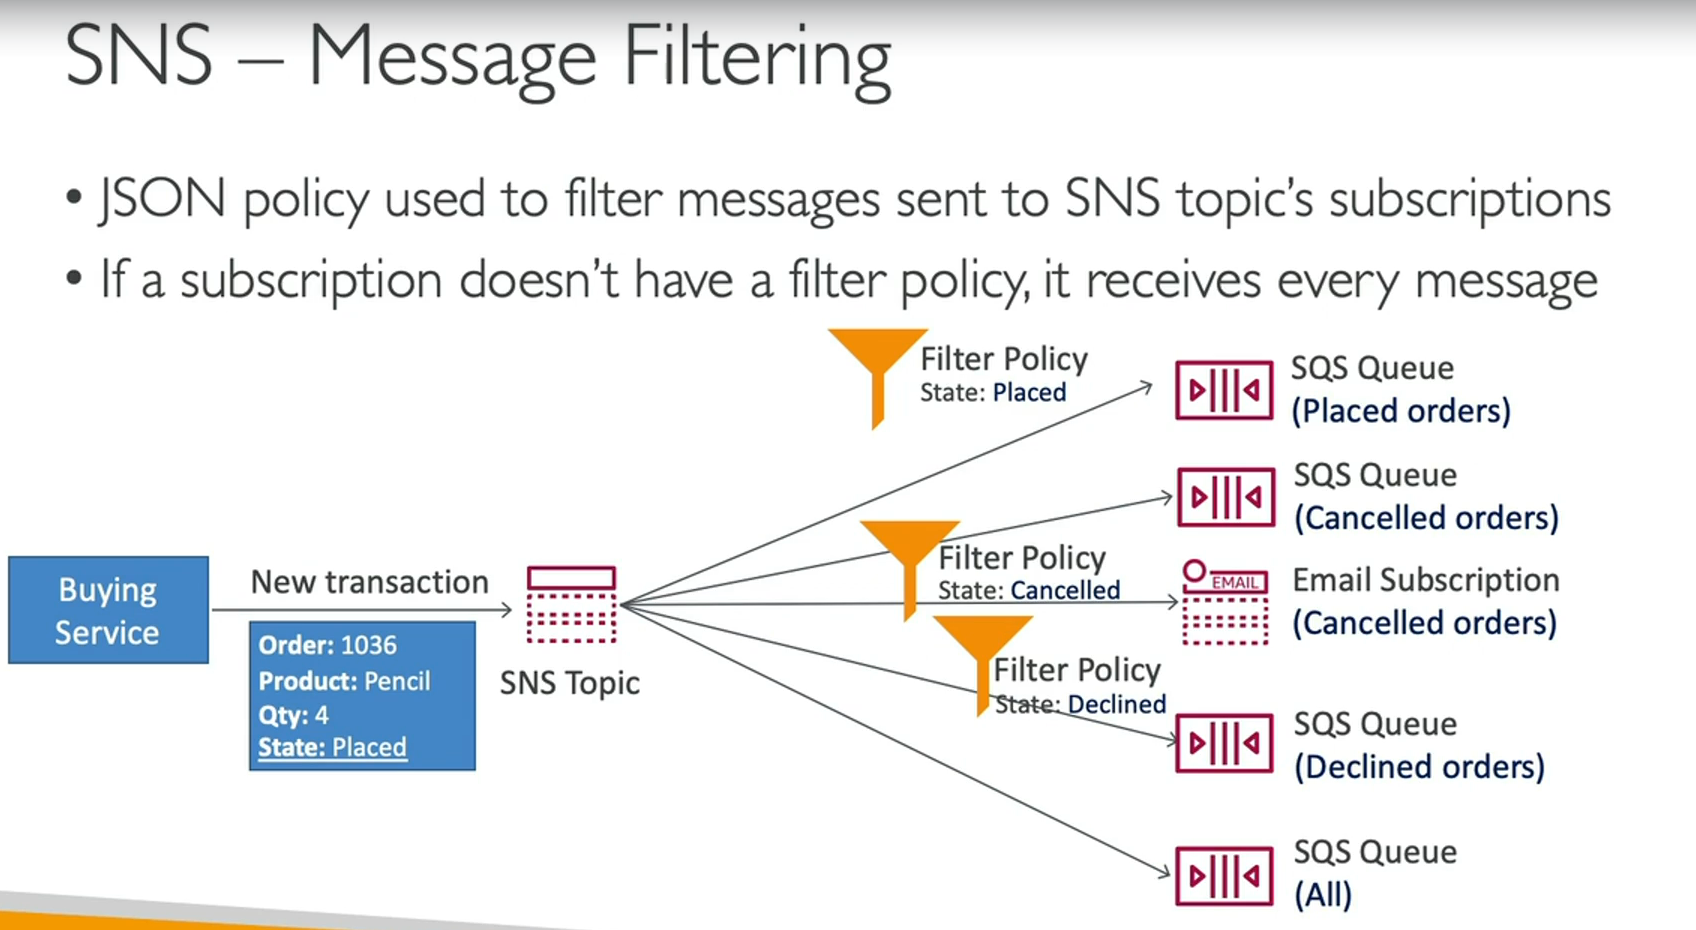 SNS – Message Filtering
• JSON policy used to filter messages sent to SNS topic's subscriptions
• If a subscription doesn't have a filter policy, it receives every message
Buying
Service
New transaction
Order: 1036
Product: Pencil
Qty: 4
State: Placed
SNS Topic
Filter Policy
State: Placed
Filter Policy
State: Cancelled
Filter Policy
State: Declined
SQS Queue
(Placed orders)
SQS Queue
(Cancelled orders)
EMAIL
Email Subscription
(Cancelled orders)
SQS Queue
(Declined orders)
SQS Queue
(All)